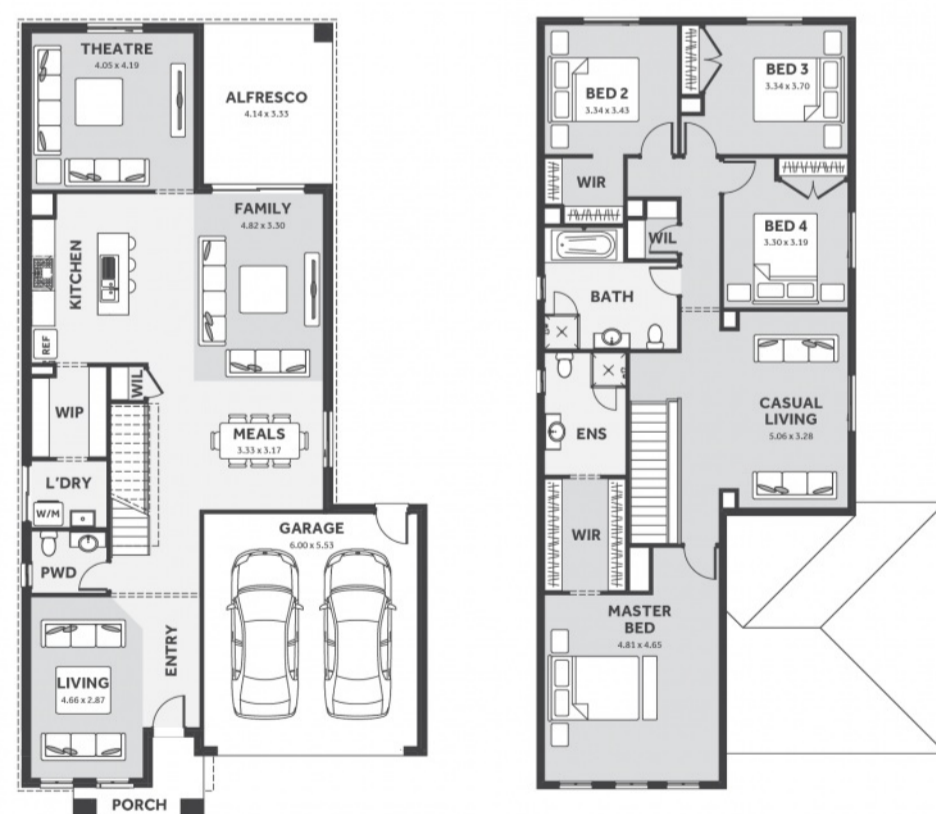 THEATRE
4.05 x 4.19
ALFRESCO
4.14 x 3.33
FAMILY
4.82 x 3.30
KITCHEN
REF
WIL
WIP
MEALS
3.33 x 3.17
L'DRY
W/M
PWD
GARAGE
6.00 x 5.53
ENTRY
LIVING
4.66 x 2.87
PORCH
BED 2
3.34 x 3.43
BED 3
3.34 x 3.70
WIR
WIL
BED 4
3.30 x 3.19
BATH
ENS
CASUAL
LIVING
5.06 x 3.28
WIR
MASTER
BED
4.81 x 4.65